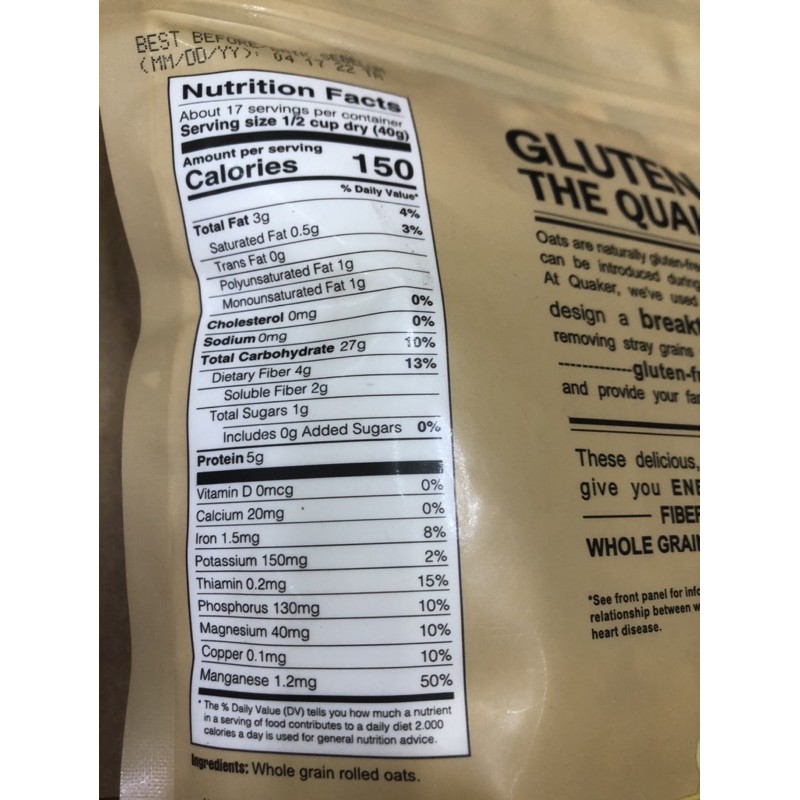 BEST BEFORE
(MM/DD/YY): 04 17 22
Nutrition Facts
About 17 servings per container
Serving size 1/2 cup dry (40g)
Amount per serving
Calories 150
% Daily Value*
Total Fat 3g 4%
Saturated Fat 0.5g 3%
Trans Fat 0g
Polyunsaturated Fat 1g
Monounsaturated Fat 1g
Cholesterol 0mg 0%
Sodium 0mg 0%
Total Carbohydrate 27g 10%
Dietary Fiber 4g 13%
Soluble Fiber 2g
Total Sugars 1g
Includes 0g Added Sugars 0%
Protein 5g
Vitamin D 0mcg 0%
Calcium 20mg 0%
Iron 1.5mg 8%
Potassium 150mg 2%
Thiamin 0.2mg 15%
Phosphorus 130mg 10%
Magnesium 40mg 10%
Copper 0.1mg 10%
Manganese 1.2mg 50%
* The % Daily Value (DV) tells you how much a nutrient
in a serving of food contributes to a daily diet 2.000
calories a day is used for general nutrition advice.
Ingredients: Whole grain rolled oats.
GLUTEN
THE QUA
Oats are naturally gluten-fre
can be introduced during
At Quaker, we've used
design a breakt
removing stray grains
------------gluten-fr
and provide your fa
These delicious,
give you ENE
FIBER
WHOLE GRAI
*See front panel for info
relationship between w
heart disease.